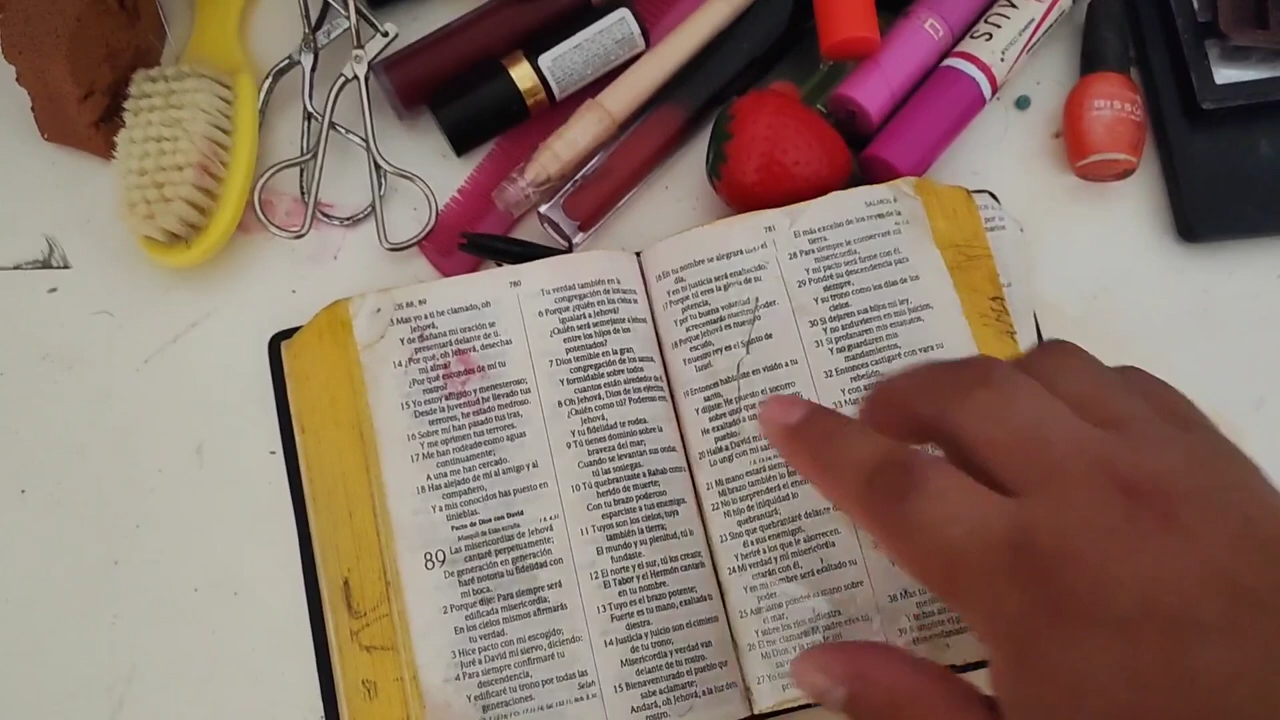 AUS
BISSÚ
OS 88, 89
780
3 Mas yo a ti he clamado, oh
Jehová,
Y de mañana mi oración se
presentará delante de ti.
14 ¿Por qué, oh Jehová, desechas
mi alma?
¿Por qué escondes de mí tu
rostro?
15 Yo estoy afligido y menesteroso;
Desde la juventud he llevado tus
terrores, he estado medroso.
16 Sobre mí han pasado tus iras,
Y me oprimen tus terrores.
17 Me han rodeado como aguas
continuamente;
A una me han cercado.
18 Has alejado de mí al amigo y al
compañero,
Y a mis conocidos has puesto en
tinieblas.
Pacto de Dios con David
Masquil de Etán ezraíta.
89 Las misericordias de Jehová
cantaré perpetuamente;
De generación en generación
haré notoria tu fidelidad con
mi boca.
2 Porque dije: Para siempre será
edificada misericordia;
En los cielos mismos afirmarás
tu verdad.
3 Hice pacto con mi escogido;
Juré a David mi siervo, diciendo:
4 Para siempre confirmaré tu
descendencia,
Y edificaré tu trono por todas las
generaciones. Selah
Tu verdad también en la
congregación de los santos.
6 Porque ¿quién en los cielos se
igualará a Jehová?
¿Quién será semejante a Jehová
entre los hijos de los
potentados?
7 Dios temible en la gran
congregación de los santos,
Y formidable sobre todos
cuantos están alrededor de él.
8 Oh Jehová, Dios de los ejércitos,
¿Quién como tú? Poderoso eres,
Jehová,
Y tu fidelidad te rodea.
9 Tú tienes dominio sobre la
braveza del mar;
Cuando se levantan sus ondas,
tú las sosiegas.
10 Tú quebrantaste a Rahab como a
herido de muerte;
Con tu brazo poderoso
esparciste a tus enemigos.
11 Tuyos son los cielos, tuya
también la tierra;
El mundo y su plenitud, tú lo
fundaste.
12 El norte y el sur, tú los creaste;
El Tabor y el Hermón cantarán
en tu nombre.
13 Tuyo es el brazo potente;
Fuerte es tu mano, exaltada tu
diestra.
14 Justicia y juicio son el cimiento
de tu trono;
Misericordia y verdad van
delante de tu rostro.
15 Bienaventurado el pueblo que
sabe aclamarte;
Andará, oh Jehová, a la luz de tu
rostro.
781
SALMOS
16 En tu nombre se alegrará todo el
día,
Y en tu justicia será enaltecido.
17 Porque tú eres la gloria de su
potencia,
Y por tu buena voluntad
acrecentarás nuestro poder.
18 Porque Jehová es nuestro
escudo,
Y nuestro rey es el Santo de
Israel.
19 Entonces hablaste en visión a tu
santo,
Y dijiste: He puesto el socorro
sobre uno que
He exaltado a un
pueblo.
20 Hallé a David mi
Lo ungí con mi
21 Mi mano estará siempre
Mi brazo también lo
22 No lo sorprenderá el enemigo,
Ni hijo de iniquidad lo
quebrantará;
23 Sino que quebrantaré delante de
él a sus enemigos,
Y heriré a los que le aborrecen.
24 Mi verdad y mi misericordia
estarán con él,
Y en mi nombre será exaltado su
poder.
25 Asimismo pondré su mano sobre
el mar,
Y sobre los ríos su diestra.
26 El me clamará: Mi padre eres tú,
Mi Dios, y la
27 Yo
El más excelso de los reyes de la
tierra.
28 Para siempre le conservaré mi
misericordia,
Y mi pacto será firme con él.
29 Pondré su descendencia para
siempre,
Y su trono como los días de los
cielos.
30 Si dejaren sus hijos mi ley,
Y no anduvieren en mis juicios,
31 Si profanaren mis estatutos,
Y no guardaren mis
mandamientos,
32 Entonces castigaré con vara su
rebelión,
33
38 Mas tú
39